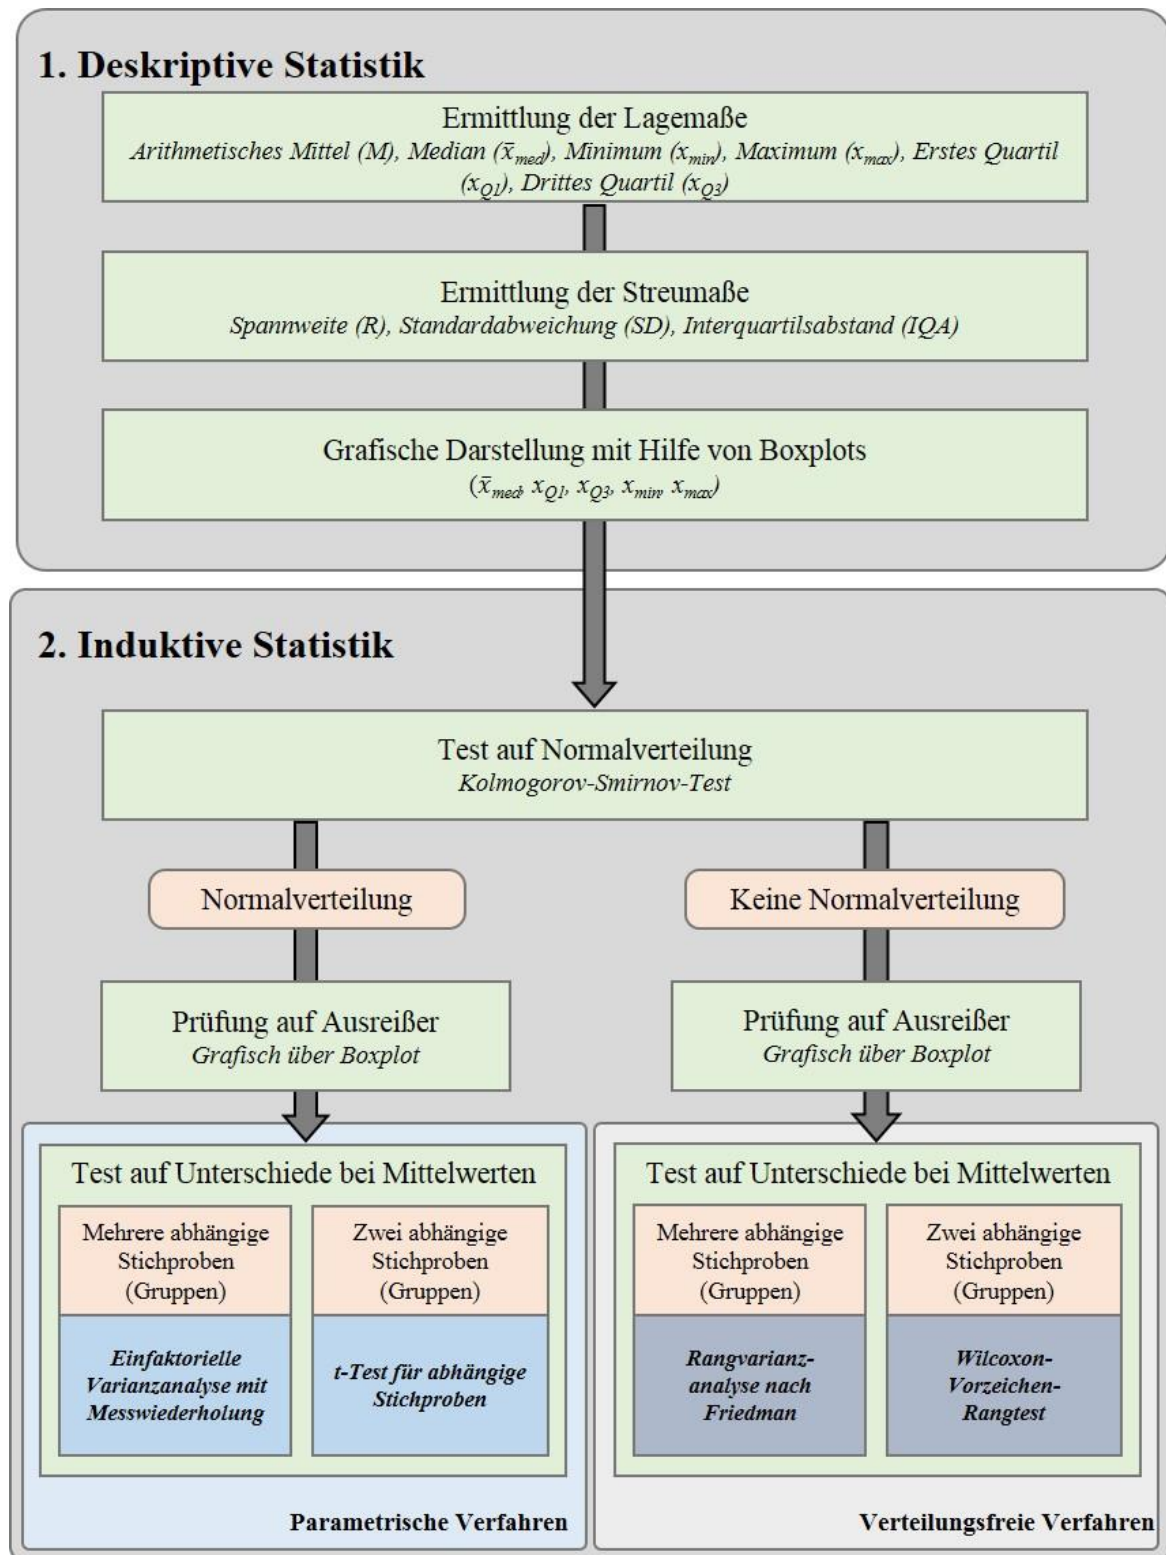 1. Deskriptive Statistik
Ermittlung der Lagemaße
Arithmetisches Mittel (M), Median (x̄med), Minimum (xmin), Maximum (xmax), Erstes Quartil
(xQ1), Drittes Quartil (xQ3)
Ermittlung der Streumaße
Spannweite (R), Standardabweichung (SD), Interquartilsabstand (IQA)
Grafische Darstellung mit Hilfe von Boxplots
(x̄med, xQ1, xQ3, xmin, xmax)
2. Induktive Statistik
Test auf Normalverteilung
Kolmogorov-Smirnov-Test
Normalverteilung
Keine Normalverteilung
Prüfung auf Ausreißer
Grafisch über Boxplot
Prüfung auf Ausreißer
Grafisch über Boxplot
Test auf Unterschiede bei Mittelwerten
Mehrere abhängige
Stichproben
(Gruppen)
Einfaktorielle
Varianzanalyse mit
Messwiederholung
Zwei abhängige
Stichproben
(Gruppen)
t-Test für abhängige
Stichproben
Parametrische Verfahren
Test auf Unterschiede bei Mittelwerten
Mehrere abhängige
Stichproben
(Gruppen)
Rangvarianz-
analyse nach
Friedman
Zwei abhängige
Stichproben
(Gruppen)
Wilcoxon-
Vorzeichen-
Rangtest
Verteilungsfreie Verfahren